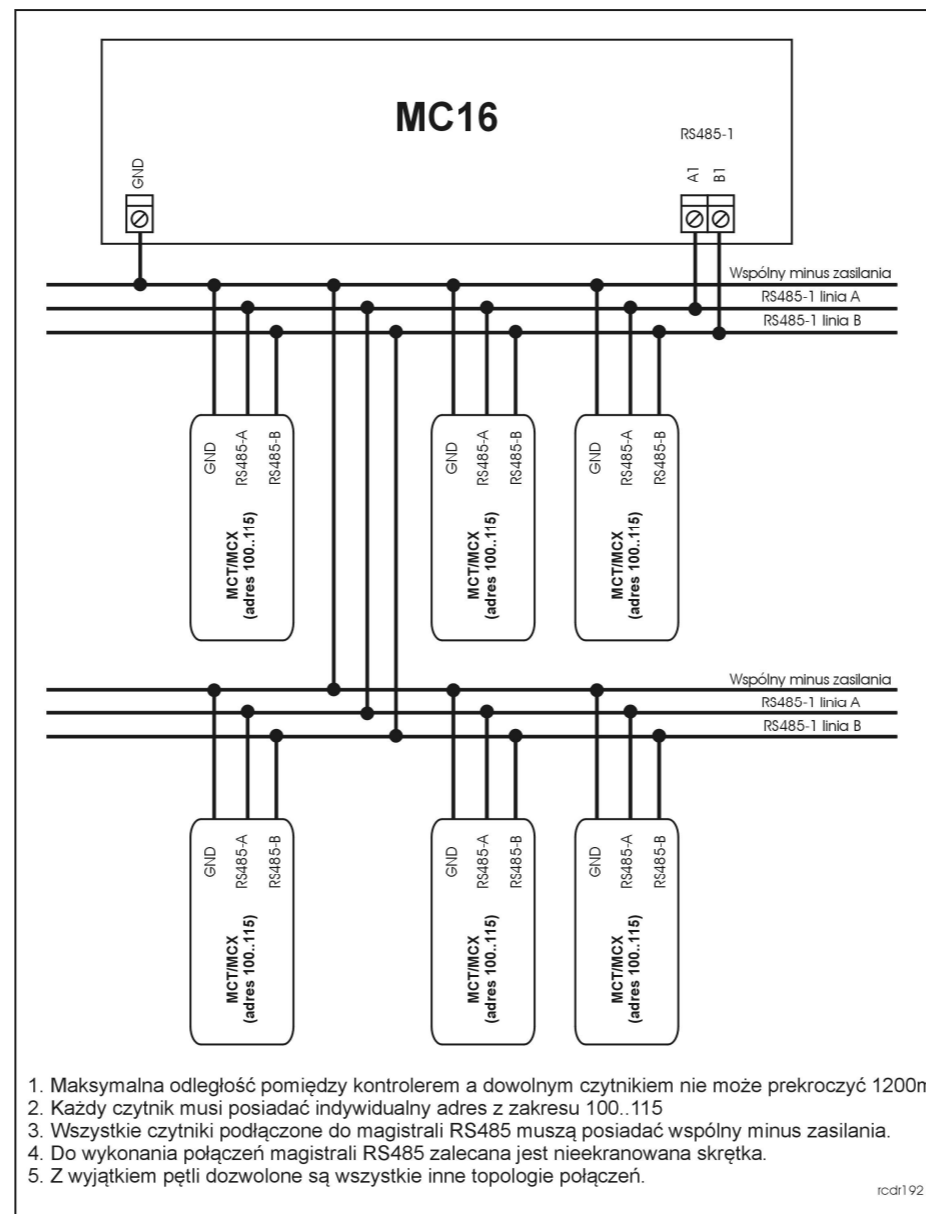 MC16
RS485-1
GND
A1
B1
Wspólny minus zasilania
RS485-1 linia A
RS485-1 linia B
GND
RS485-A
RS485-B
MCT/MCX
(adres 100..115)
GND
RS485-A
RS485-B
MCT/MCX
(adres 100..115)
GND
RS485-A
RS485-B
MCT/MCX
(adres 100..115)
Wspólny minus zasilania
RS485-1 linia A
RS485-1 linia B
GND
RS485-A
RS485-B
MCT/MCX
(adres 100..115)
GND
RS485-A
RS485-B
MCT/MCX
(adres 100..115)
GND
RS485-A
RS485-B
MCT/MCX
(adres 100..115)
1. Maksymalna odległość pomiędzy kontrolerem a dowolnym czytnikiem nie może prekroczyć 1200m
2. Każdy czytnik musi posiadać indywidualny adres z zakresu 100..115
3. Wszystkie czytniki podłączone do magistrali RS485 muszą posiadać wspólny minus zasilania.
4. Do wykonania połączeń magistrali RS485 zalecana jest nieekranowana skrętka.
5. Z wyjątkiem pętli dozwolone są wszystkie inne topologie połączeń.
rcdr192